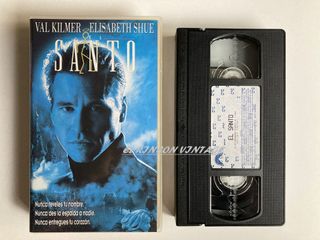 VAL KILMER ELISABETH SHUE
SANTO
Nunca reveles tu nombre.
Nunca des la espalda a nadie.
Nunca entregues tu corazón.
EL SANTO